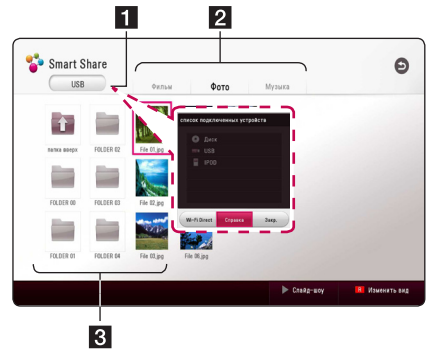 1
2
Smart Share
USB
Фильм
Фото
Музыка
список подключенных устройств
Диск
USB
IPOD
Wi-Fi Direct
Справка
Закр.
папка вверх
FOLDER 02
File 01.jpg
FOLDER 00
FOLDER 03
File 02.jpg
FOLDER 01
FOLDER 04
File 03.jpg
File 06.jpg
Слайд-шоу
Изменить вид
3